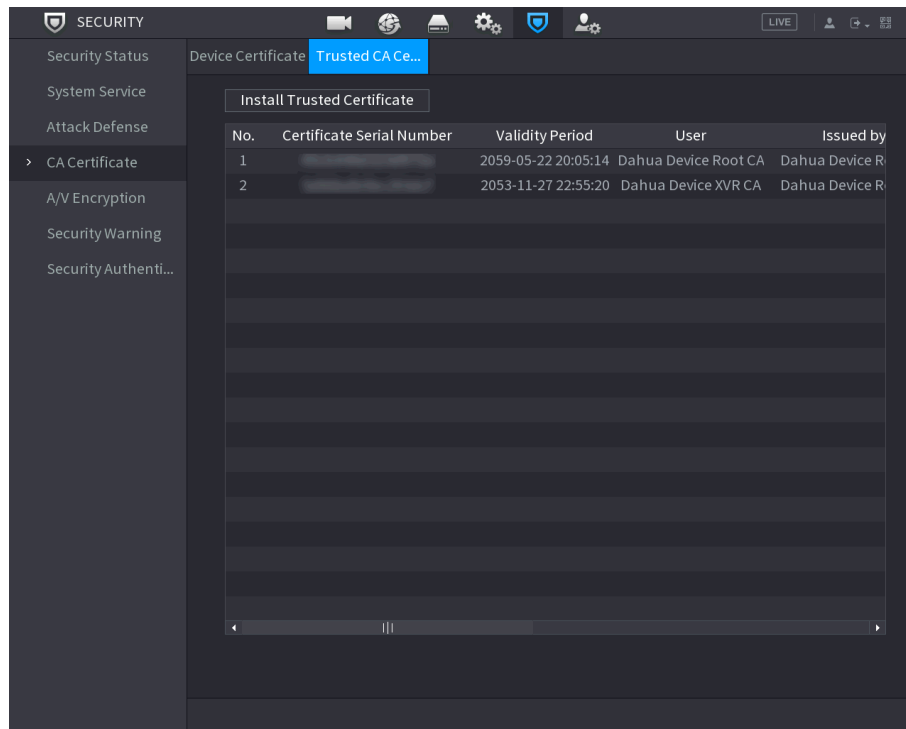 SECURITY
LIVE
Security Status
System Service
Attack Defense
CA Certificate
A/V Encryption
Security Warning
Security Authenti...
Device Certificate Trusted CA Ce...
Install Trusted Certificate
No. Certificate Serial Number Validity Period User Issued by
1 2059-05-22 20:05:14 Dahua Device Root CA Dahua Device R
2 2053-11-27 22:55:20 Dahua Device XVR CA Dahua Device R